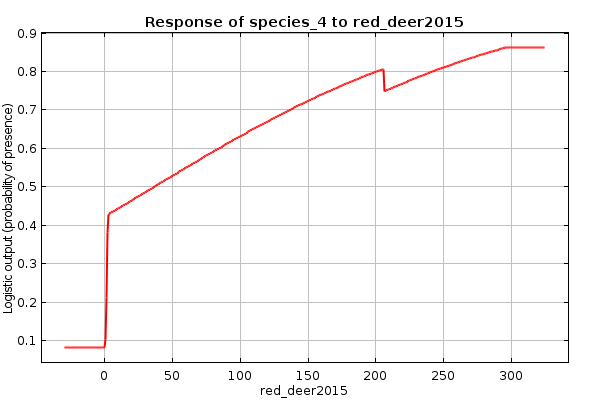 Response of species_4 to red_deer2015
Logistic output (probability of presence)
0.9
0.8
0.7
0.6
0.5
0.4
0.3
0.2
0.1
0 50 100 150 200 250 300
red_deer2015